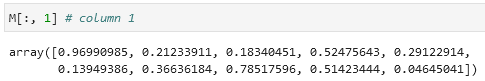 M[:, 1] # column 1
array([0.96990985, 0.21233911, 0.18340451, 0.52475643, 0.29122914,
0.13949386, 0.36636184, 0.78517596, 0.51423444, 0.04645041])